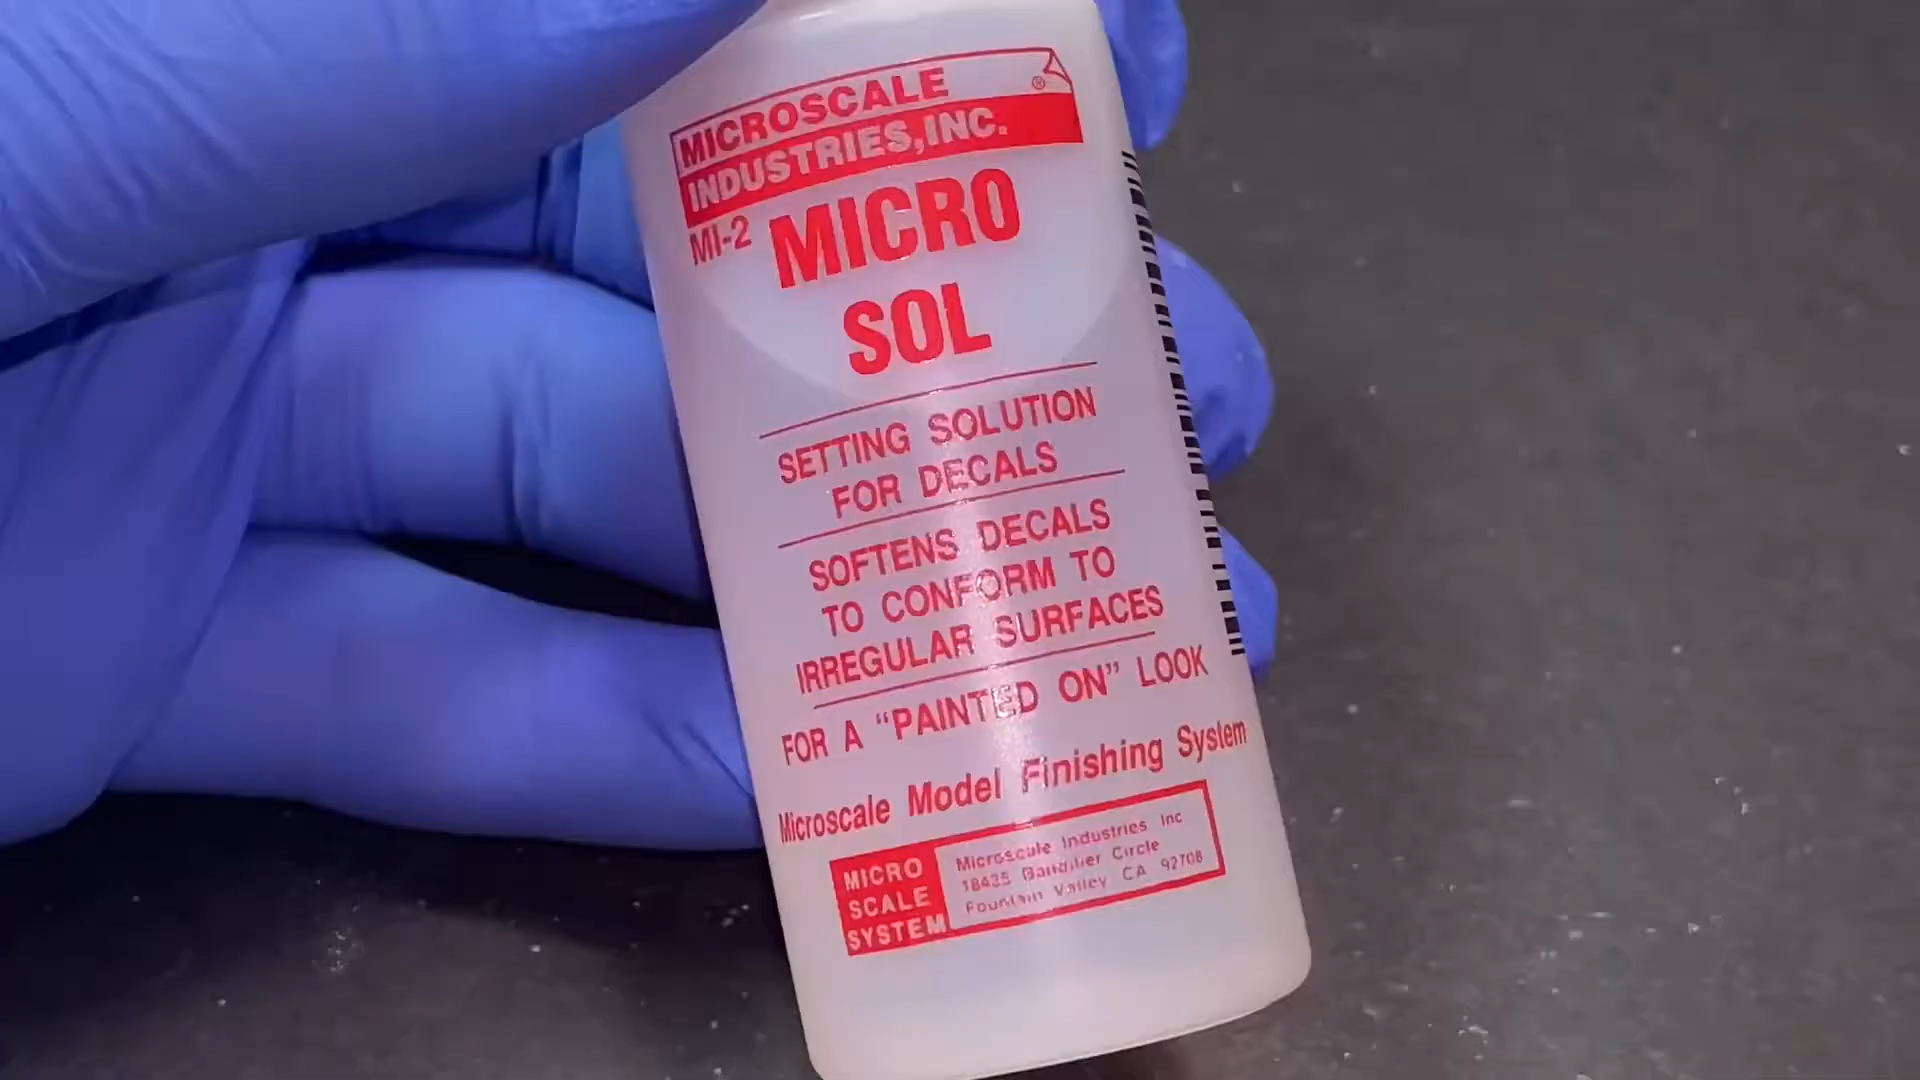 MICROSCALE ®
INDUSTRIES, INC.
MI-2 MICRO
SOL
SETTING SOLUTION
FOR DECALS
SOFTENS DECALS
TO CONFORM TO
IRREGULAR SURFACES
FOR A “PAINTED ON” LOOK
Microscale Model Finishing System
MICRO
SCALE
SYSTEM
Microscale Industries Inc
18435 Bandilier Circle
Fountain Valley CA 92708